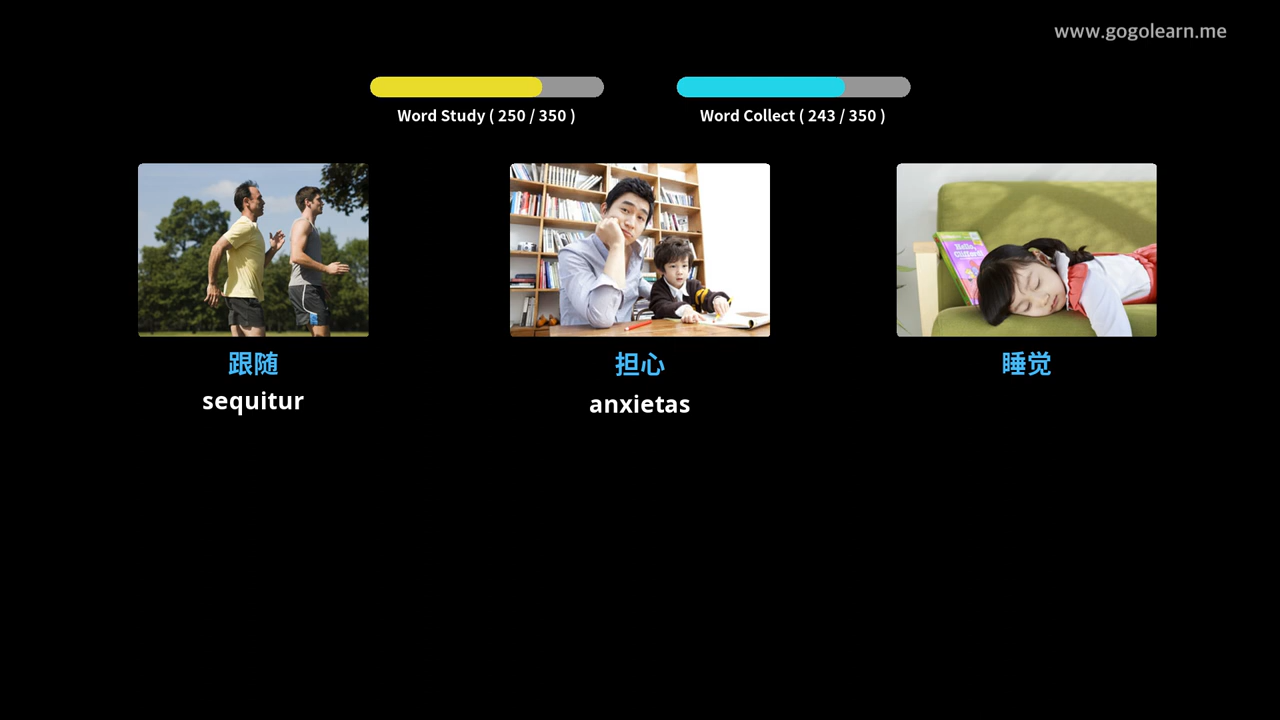 www.gogolearn.me
Word Study ( 250 / 350 )
Word Collect ( 243 / 350 )
Hello,
跟随
担心
睡觉
sequitur
anxietas